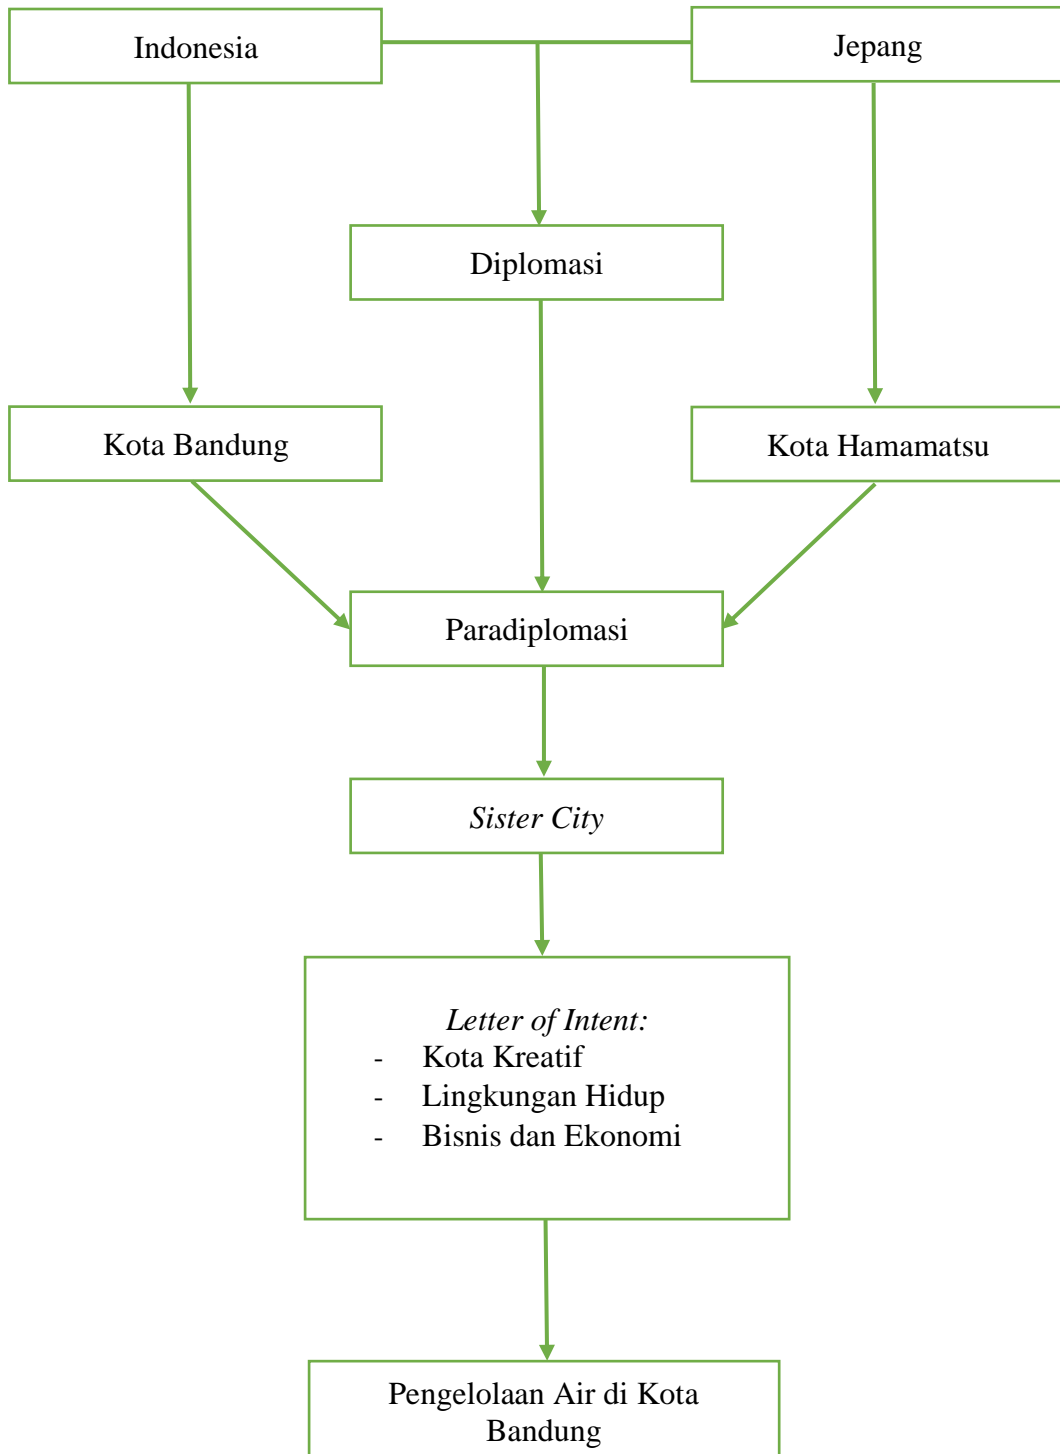 Indonesia
Jepang
Diplomasi
Kota Bandung
Kota Hamamatsu
Paradiplomasi
Sister City
Letter of Intent:
- Kota Kreatif
- Lingkungan Hidup
- Bisnis dan Ekonomi
Pengelolaan Air di Kota
Bandung